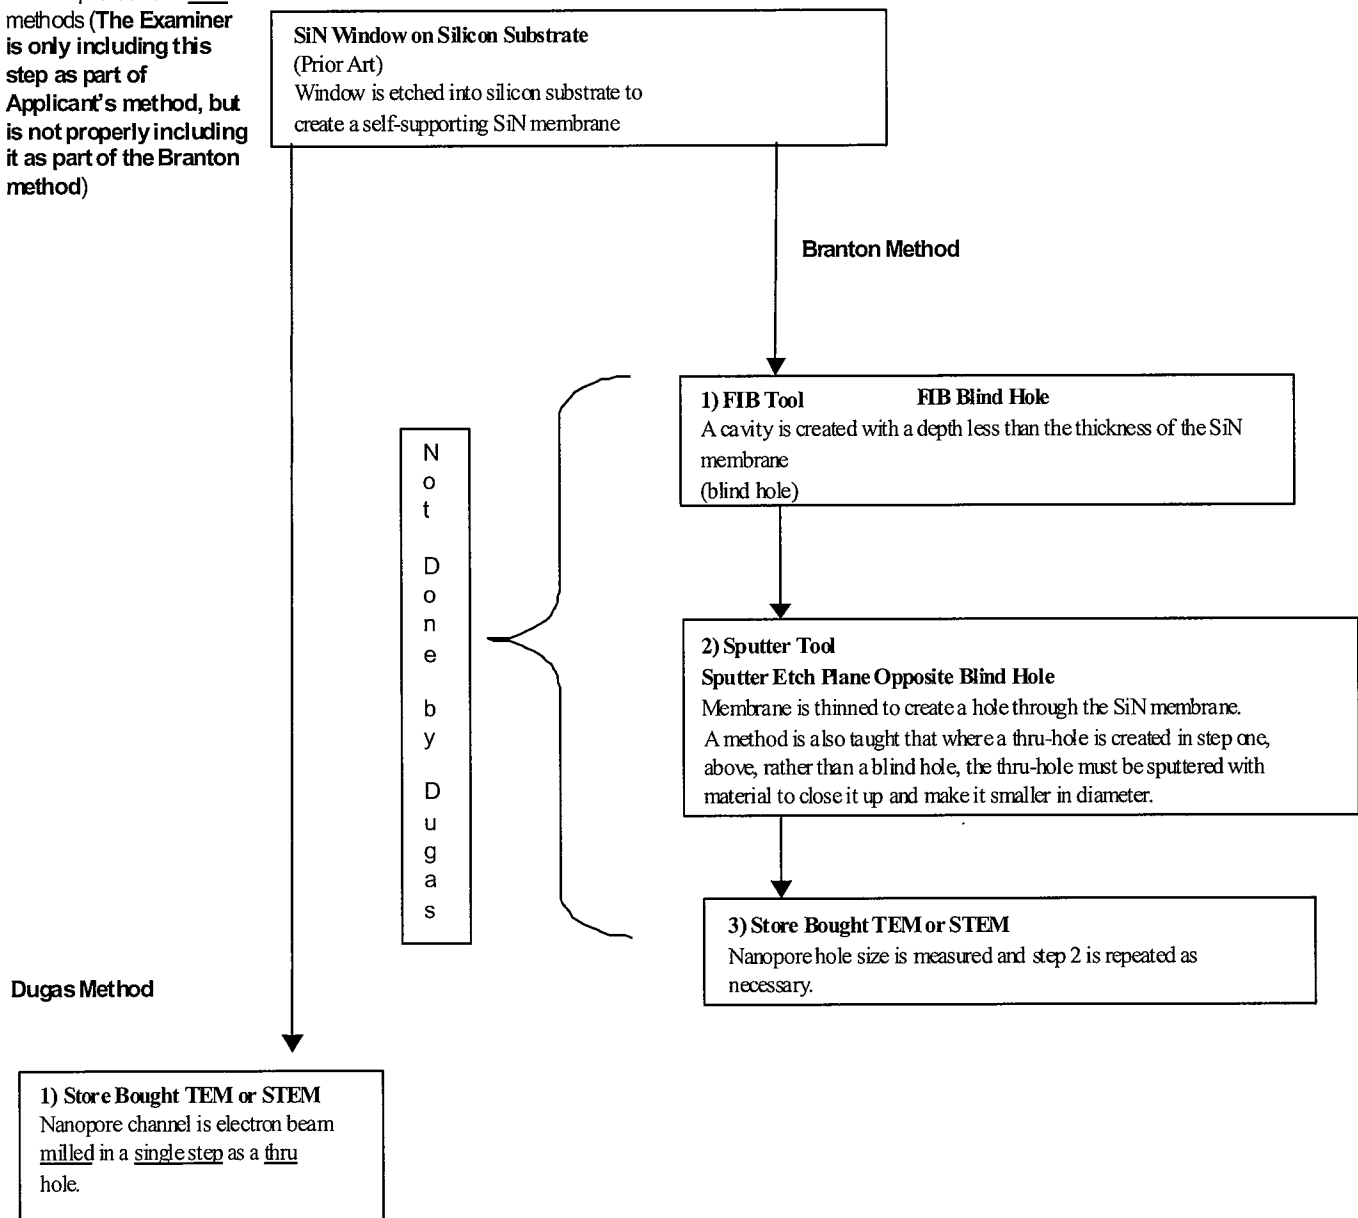 methods (The Examiner
is only including this
step as part of
Applicant's method, but
is not properly including
it as part of the Branton
method)
SiN Window on Silicon Substrate
(Prior Art)
Window is etched into silicon substrate to
create a self-supporting SiN membrane
Branton Method
1) FIB Tool FIB Blind Hole
A cavity is created with a depth less than the thickness of the SiN
membrane
(blind hole)
Not Done by Dugas
2) Sputter Tool
Sputter Etch Plane Opposite Blind Hole
Membrane is thinned to create a hole through the SiN membrane.
A method is also taught that where a thru-hole is created in step one,
above, rather than a blind hole, the thru-hole must be sputtered with
material to close it up and make it smaller in diameter.
3) Store Bought TEM or STEM
Nanopore hole size is measured and step 2 is repeated as
necessary.
Dugas Method
1) Store Bought TEM or STEM
Nanopore channel is electron beam
milled in a single step as a thru
hole.